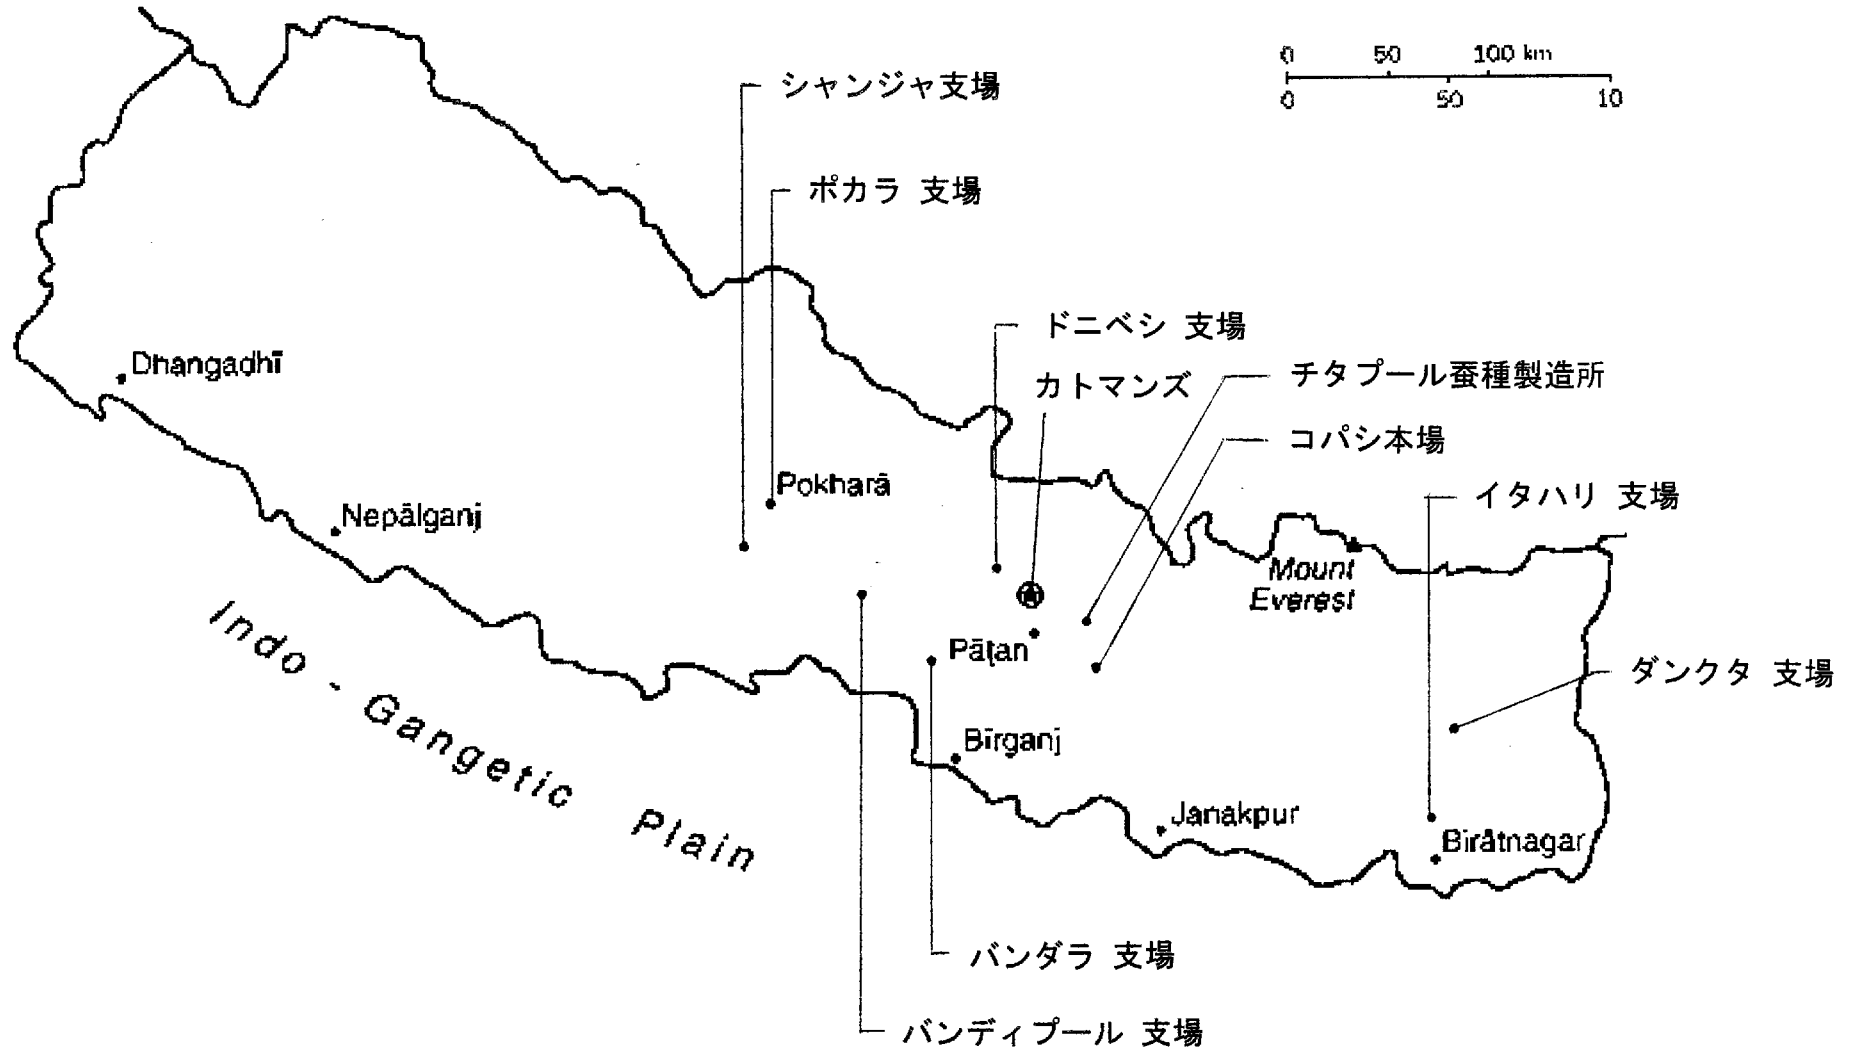 0 50 100 km
0 50 10
シャンジャ支場
ポカラ 支場
ドニベシ 支場
カトマンズ
チタプール蚕種製造所
コパシ本場
イタハリ 支場
ダンクタ 支場
Dhangadhī
Nepālganj
Pokharā
Mount
Everest
Pāṭan
Bīrganj
Janakpur
Birātnagar
Indo - Gangetic Plain
バンダラ 支場
バンディプール 支場